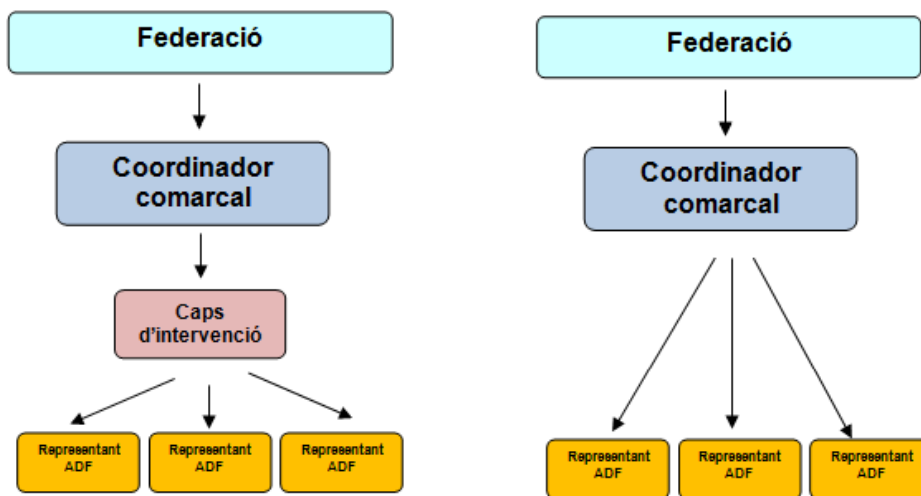 Federació
Coordinador
comarcal
Caps
d'intervenció
Representant
ADF
Representant
ADF
Representant
ADF
Federació
Coordinador
comarcal
Representant
ADF
Representant
ADF
Representant
ADF